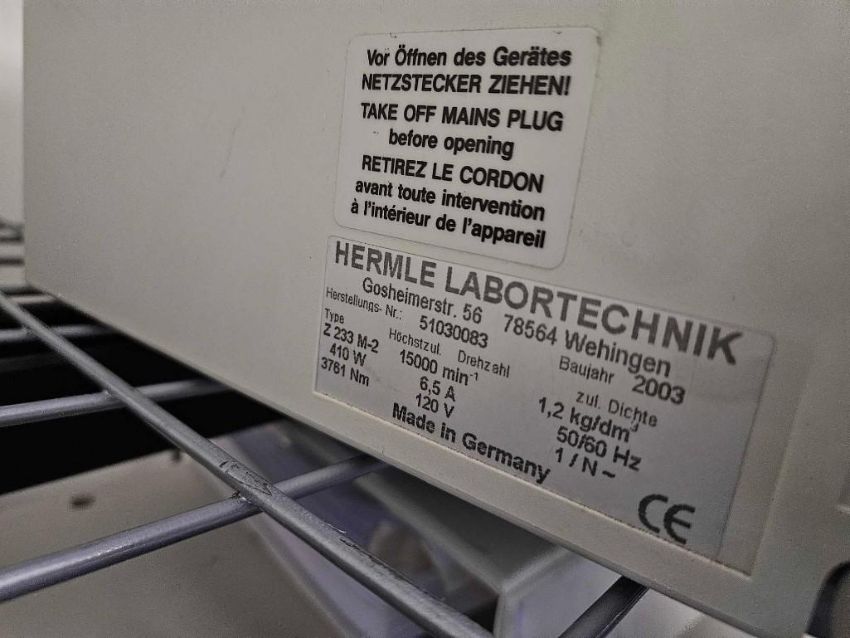 Vor Öffnen des Gerätes
NETZSTECKER ZIEHEN!
TAKE OFF MAINS PLUG
before opening
RETIREZ LE CORDON
avant toute intervention
à l'intérieur de l'appareil
HERMLE LABORTECHNIK
Gosheimerstr. 56 78564 Wehingen
Herstellungs- Nr.: 51030083 Baujahr 2003
Type Höchstzul. Drehzahl zul. Dichte
Z 233 M-2 15000 min⁻¹ 1,2 kg/dm³
410 W 6,5 A 50/60 Hz
3761 Nm 120 V 1 / N ~
Made in Germany
CE